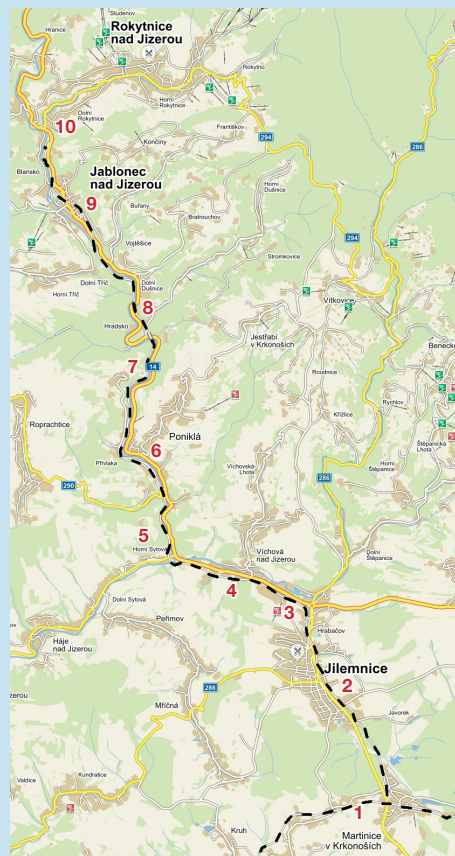 Studenov
Hranice
Rokytnice
nad Jizerou
Rokytno
Dolní
Rokytnice
Horní
Rokytnice
10
Františkov
294
286
Končiny
Blansko
Jablonec
nad Jizerou
9
Buřany
Horní
Dušnice
Bratrouchov
Vojtěšice
294
Stromkovice
Dolní Tříč
Dolní
Dušnice
Horní Tříč
Vítkovice
8
Hradsko
Jestřabí
v Krkonoších
Benecko
7
14
Roudnice
Rychlov
Křížlice
Roprachtice
Poniklá
Štěpanická
Lhota
6
Přívlaka
Víchovská
Lhota
Horní
Štěpanice
290
286
5
Horní Sytová
Víchová
nad Jizerou
Dolní
Štěpanice
4
Dolní Sytová
3
Peřimov
Hrabačov
Háje
nad Jizerou
Jilemnice
2
286
zerou
Mříčná
Javorek
Kundratice
Valdice
1
Kruh
Martinice
v Krkonoších